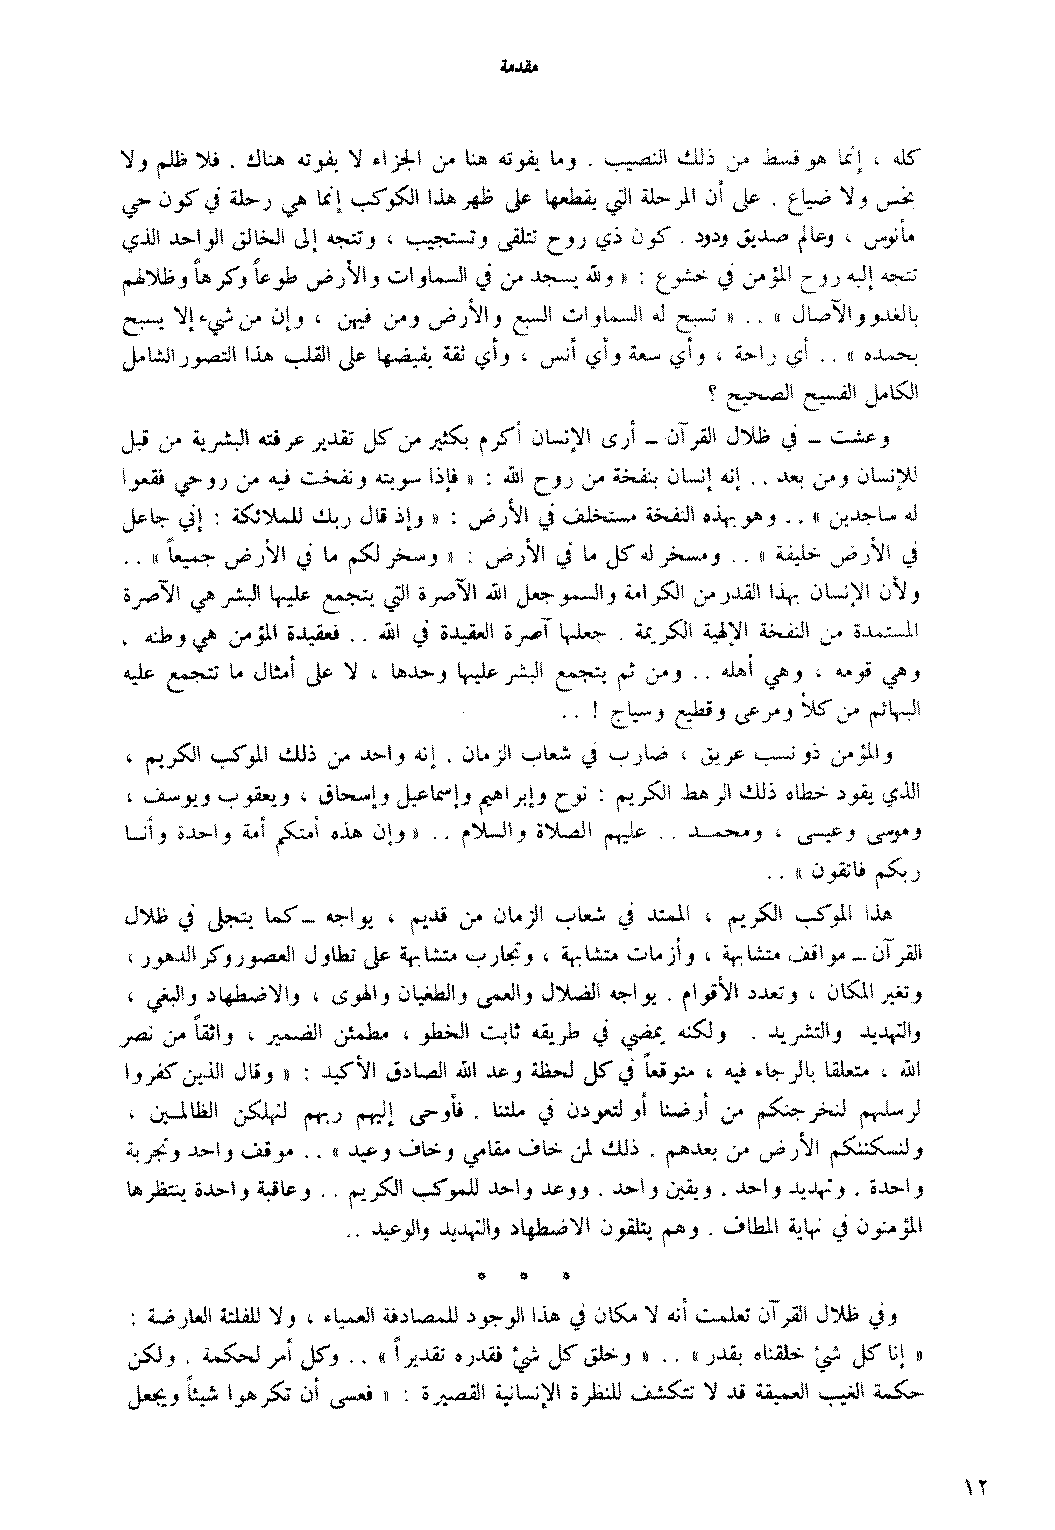 مقدمة
كله ، إنما هو قسط من ذلك النصيب . وما يفوته هنا من الجزاء لا يفوته هناك . فلا ظلم ولا
بخس ولا ضياع . على أن المرحلة التي يقطعها على ظهر هذا الكوكب إنما هي رحلة في كون حي
مأنوس ، وعالم صديق ودود . كون ذي روح تتلقى وتستجيب ، وتتجه إلى الخالق الواحد الذي
تتجه إليه روح المؤمن في خشوع : « ولله يسجد من في السماوات والأرض طوعاً وكرهاً وظلالهم
بالغدو والآصال » .. « تسبح له السماوات السبع والأرض ومن فيهن ، وإن من شيء إلا يسبح
بحمده » .. أي راحة ، وأي سعة وأي أنس ، وأي ثقة يفيضها على القلب هذا التصور الشامل
الكامل الفسيح الصحيح ؟
وعشت – في ظلال القرآن – أرى الإنسان أكرم بكثير من كل تقدير عرفته البشرية من قبل
للإنسان ومن بعد .. إنه إنسان بنفخة من روح الله : « فإذا سويته ونفخت فيه من روحي فقعوا
له ساجدين » .. وهو بهذه النفخة مستخلف في الأرض : « وإذ قال ربك للملائكة : إني جاعل
في الأرض خليفة » .. ومسخر له كل ما في الأرض : « وسخر لكم ما في الأرض جميعاً » ..
ولأن الإنسان بهذا القدر من الكرامة والسمو جعل الله الآصرة التي يتجمع عليها البشر هي الآصرة
المستمدة من النفخة الإلهية الكريمة . جعلها آصرة العقيدة في الله .. فعقيدة المؤمن هي وطنه ،
وهي قومه ، وهي أهله .. ومن ثم يتجمع البشر عليها وحدها ، لا على أمثال ما تتجمع عليه
البهائم من كلأ ومرعى وقطيع وسياج ! ..
والمؤمن ذو نسب عريق ، ضارب في شعاب الزمان . إنه واحد من ذلك الموكب الكريم ،
الذي يقود خطاه ذلك الرهط الكريم : نوح وإبراهيم وإسماعيل وإسحاق ، ويعقوب ويوسف ،
وموسى وعيسى ، ومحمد .. عليهم الصلاة والسلام .. « وإن هذه أمتكم أمة واحدة وأنا
ربكم فاتقون » ..
هذا الموكب الكريم ، الممتد في شعاب الزمان من قديم ، يواجه – كما يتجلى في ظلال
القرآن – مواقف متشابهة ، وأزمات متشابهة ، وتجارب متشابهة على تطاول العصور وكر الدهور ،
وتغير المكان ، وتعدد الأقوام . يواجه الضلال والعمى والطغيان والهوى ، والاضطهاد والبغي ،
والتهديد والتشريد . ولكنه يمضي في طريقه ثابت الخطو ، مطمئن الضمير ، واثقاً من نصر
الله ، متعلقا بالرجاء فيه ، متوقعاً في كل لحظة وعد الله الصادق الأكيد : « وقال الذين كفروا
لرسلهم لنخرجنكم من أرضنا أو لتعودن في ملتنا . فأوحى إليهم ربهم لنهلكن الظالمين ،
ولنسكننكم الأرض من بعدهم . ذلك لمن خاف مقامي وخاف وعيد » .. موقف واحد وتجربة
واحدة . وتهديد واحد . ويقين واحد . ووعد واحد للموكب الكريم .. وعاقبة واحدة ينتظرها
المؤمنون في نهاية المطاف . وهم يتلقون الاضطهاد والتهديد والوعيد ..
* * *
وفي ظلال القرآن تعلمت أنه لا مكان في هذا الوجود للمصادفة العمياء ، ولا للفلتة العارضة :
« إنا كل شئ خلقناه بقدر » .. « وخلق كل شئ فقدره تقديراً » .. وكل أمر لحكمة . ولكن
حكمة الغيب العميقة قد لا تتكشف للنظرة الإنسانية القصيرة : « فعسى أن تكرهوا شيئاً ويجعل
١٢